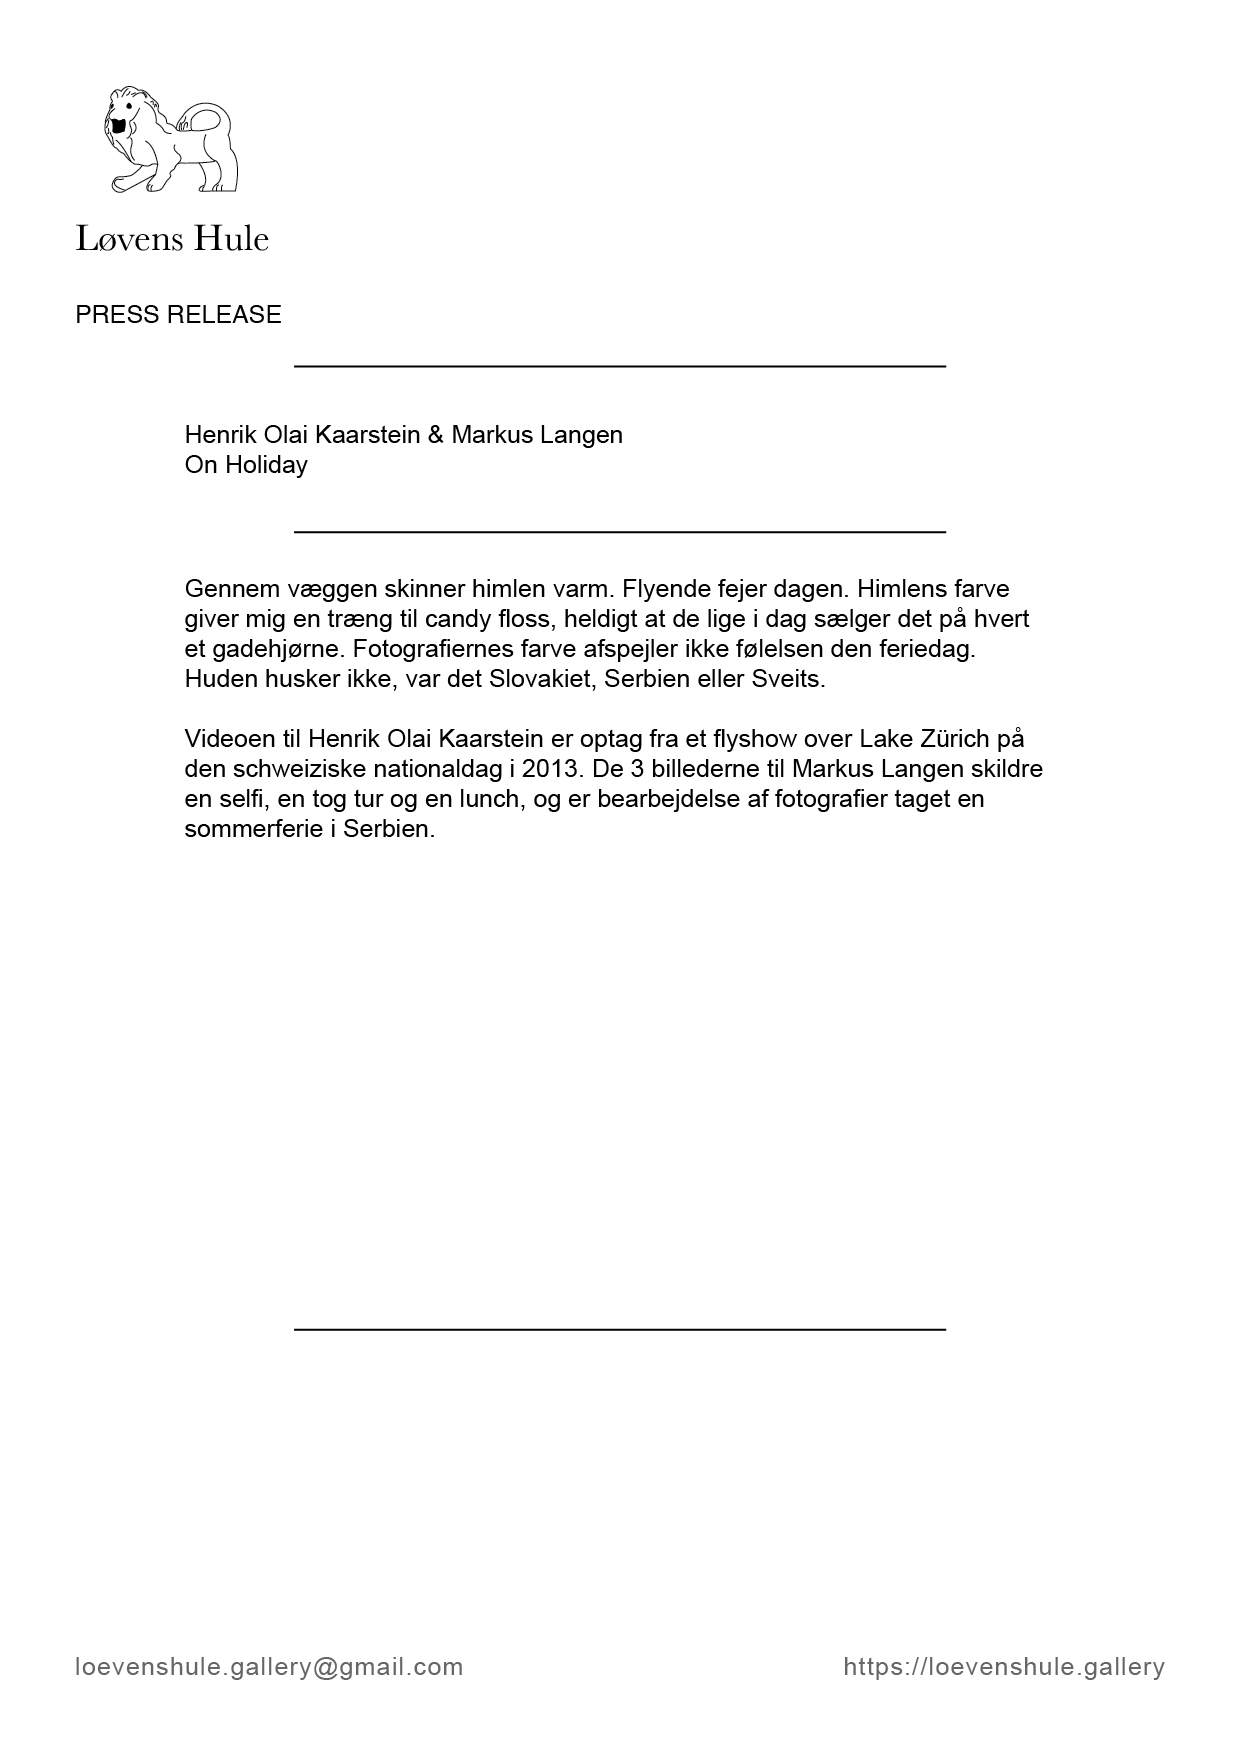 Løvens Hule
PRESS RELEASE
Henrik Olai Kaarstein & Markus Langen
On Holiday
Gennem væggen skinner himlen varm. Flyende fejer dagen. Himlens farve
giver mig en træng til candy floss, heldigt at de lige i dag sælger det på hvert
et gadehjørne. Fotografiernes farve afspejler ikke følelsen den feriedag.
Huden husker ikke, var det Slovakiet, Serbien eller Sveits.
Videoen til Henrik Olai Kaarstein er optag fra et flyshow over Lake Zürich på
den schweiziske nationaldag i 2013. De 3 billederne til Markus Langen skildre
en selfi, en tog tur og en lunch, og er bearbejdelse af fotografier taget en
sommerferie i Serbien.
loevenshule.gallery@gmail.com
https://loevenshule.gallery